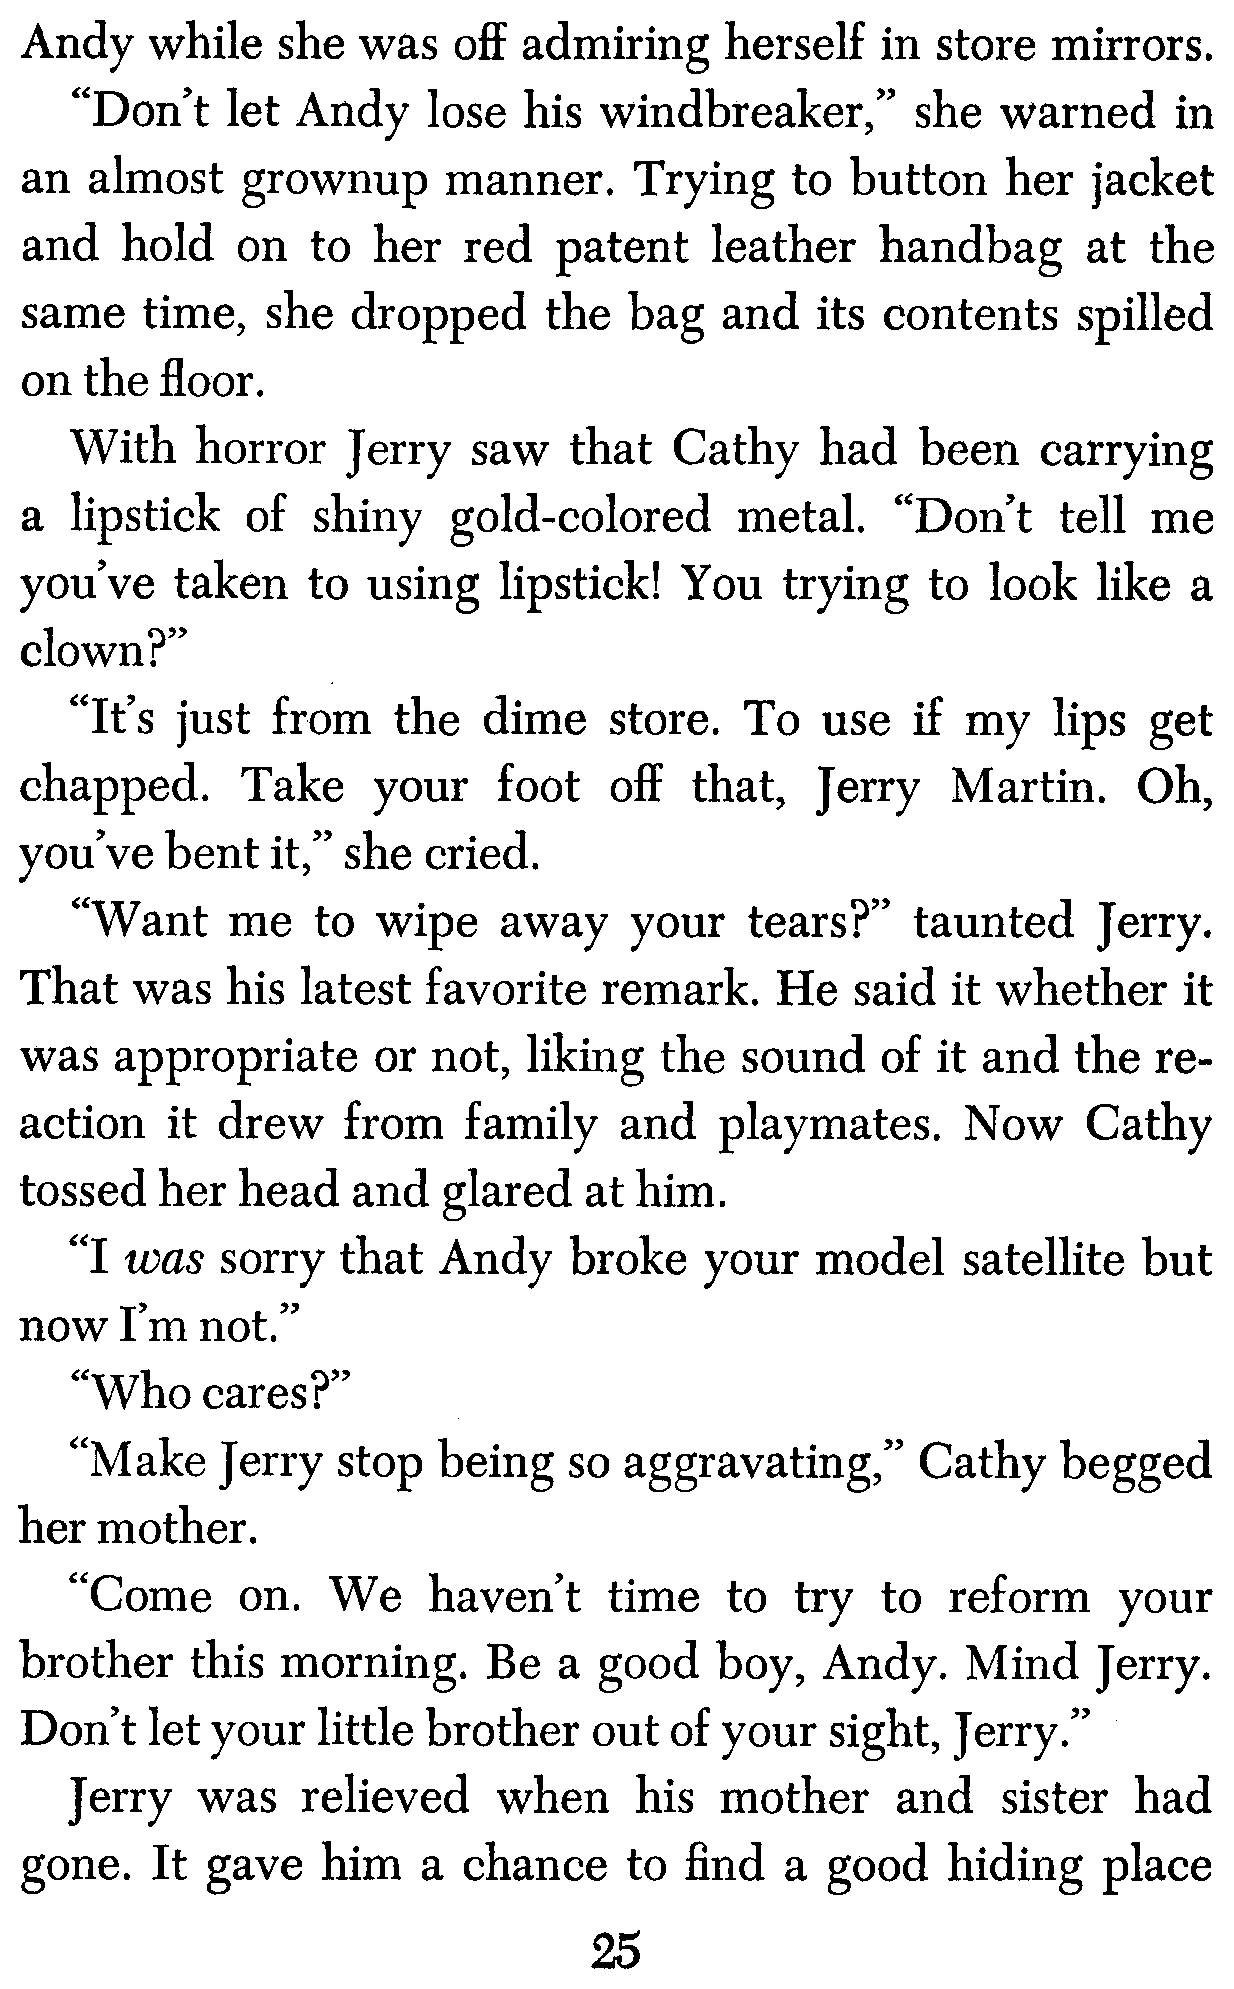 Andy while she was off admiring herself in store mirrors.
“Don’t let Andy lose his windbreaker,” she warned in
an almost grownup manner. Trying to button her jacket
and hold on to her red patent leather handbag at the
same time, she dropped the bag and its contents spilled
on the floor.
With horror Jerry saw that Cathy had been carrying
a lipstick of shiny gold-colored metal. “Don’t tell me
you’ve taken to using lipstick! You trying to look like a
clown?”
“It’s just from the dime store. To use if my lips get
chapped. Take your foot off that, Jerry Martin. Oh,
you’ve bent it,” she cried.
“Want me to wipe away your tears?” taunted Jerry.
That was his latest favorite remark. He said it whether it
was appropriate or not, liking the sound of it and the re-
action it drew from family and playmates. Now Cathy
tossed her head and glared at him.
“I was sorry that Andy broke your model satellite but
now I’m not.”
“Who cares?”
“Make Jerry stop being so aggravating,” Cathy begged
her mother.
“Come on. We haven’t time to try to reform your
brother this morning. Be a good boy, Andy. Mind Jerry.
Don’t let your little brother out of your sight, Jerry.”
Jerry was relieved when his mother and sister had
gone. It gave him a chance to find a good hiding place
25